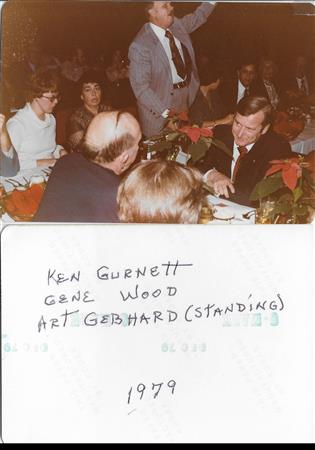 KEN GURNETT
GENE WOOD
ART GEBHARD (STANDING)
1979